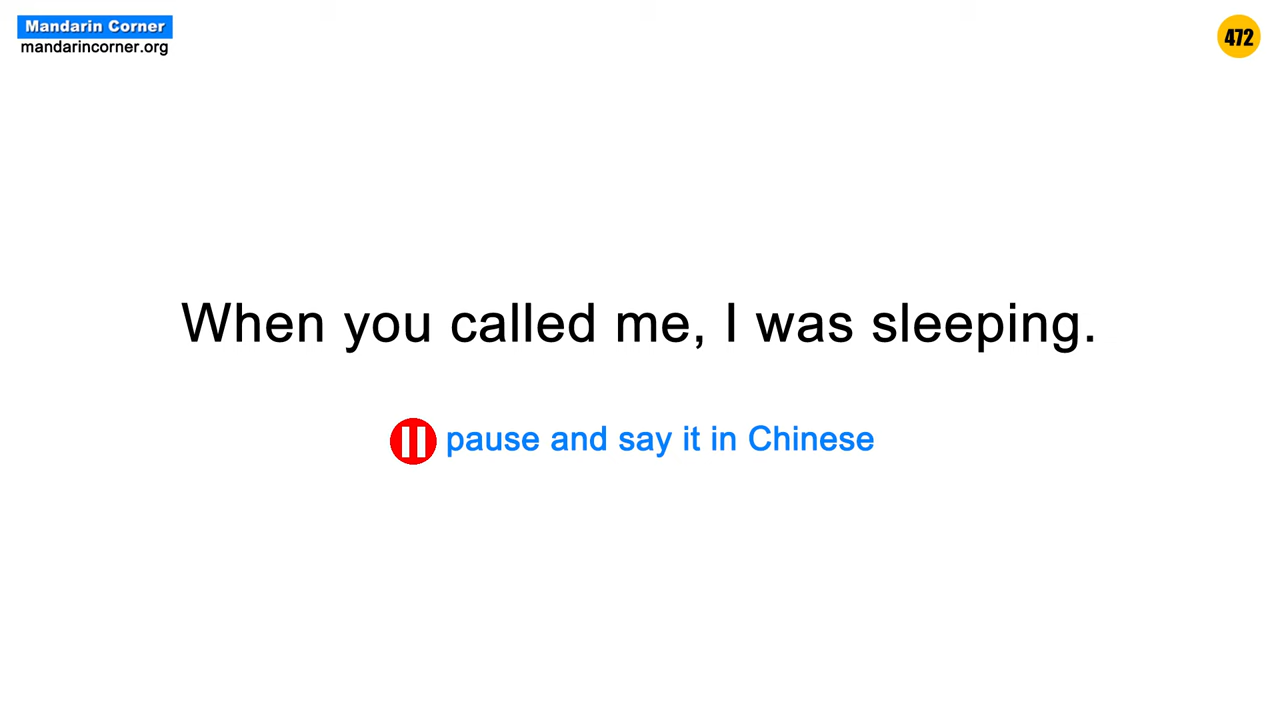 Mandarin Corner
mandarincorner.org
472
When you called me, I was sleeping.
pause and say it in Chinese